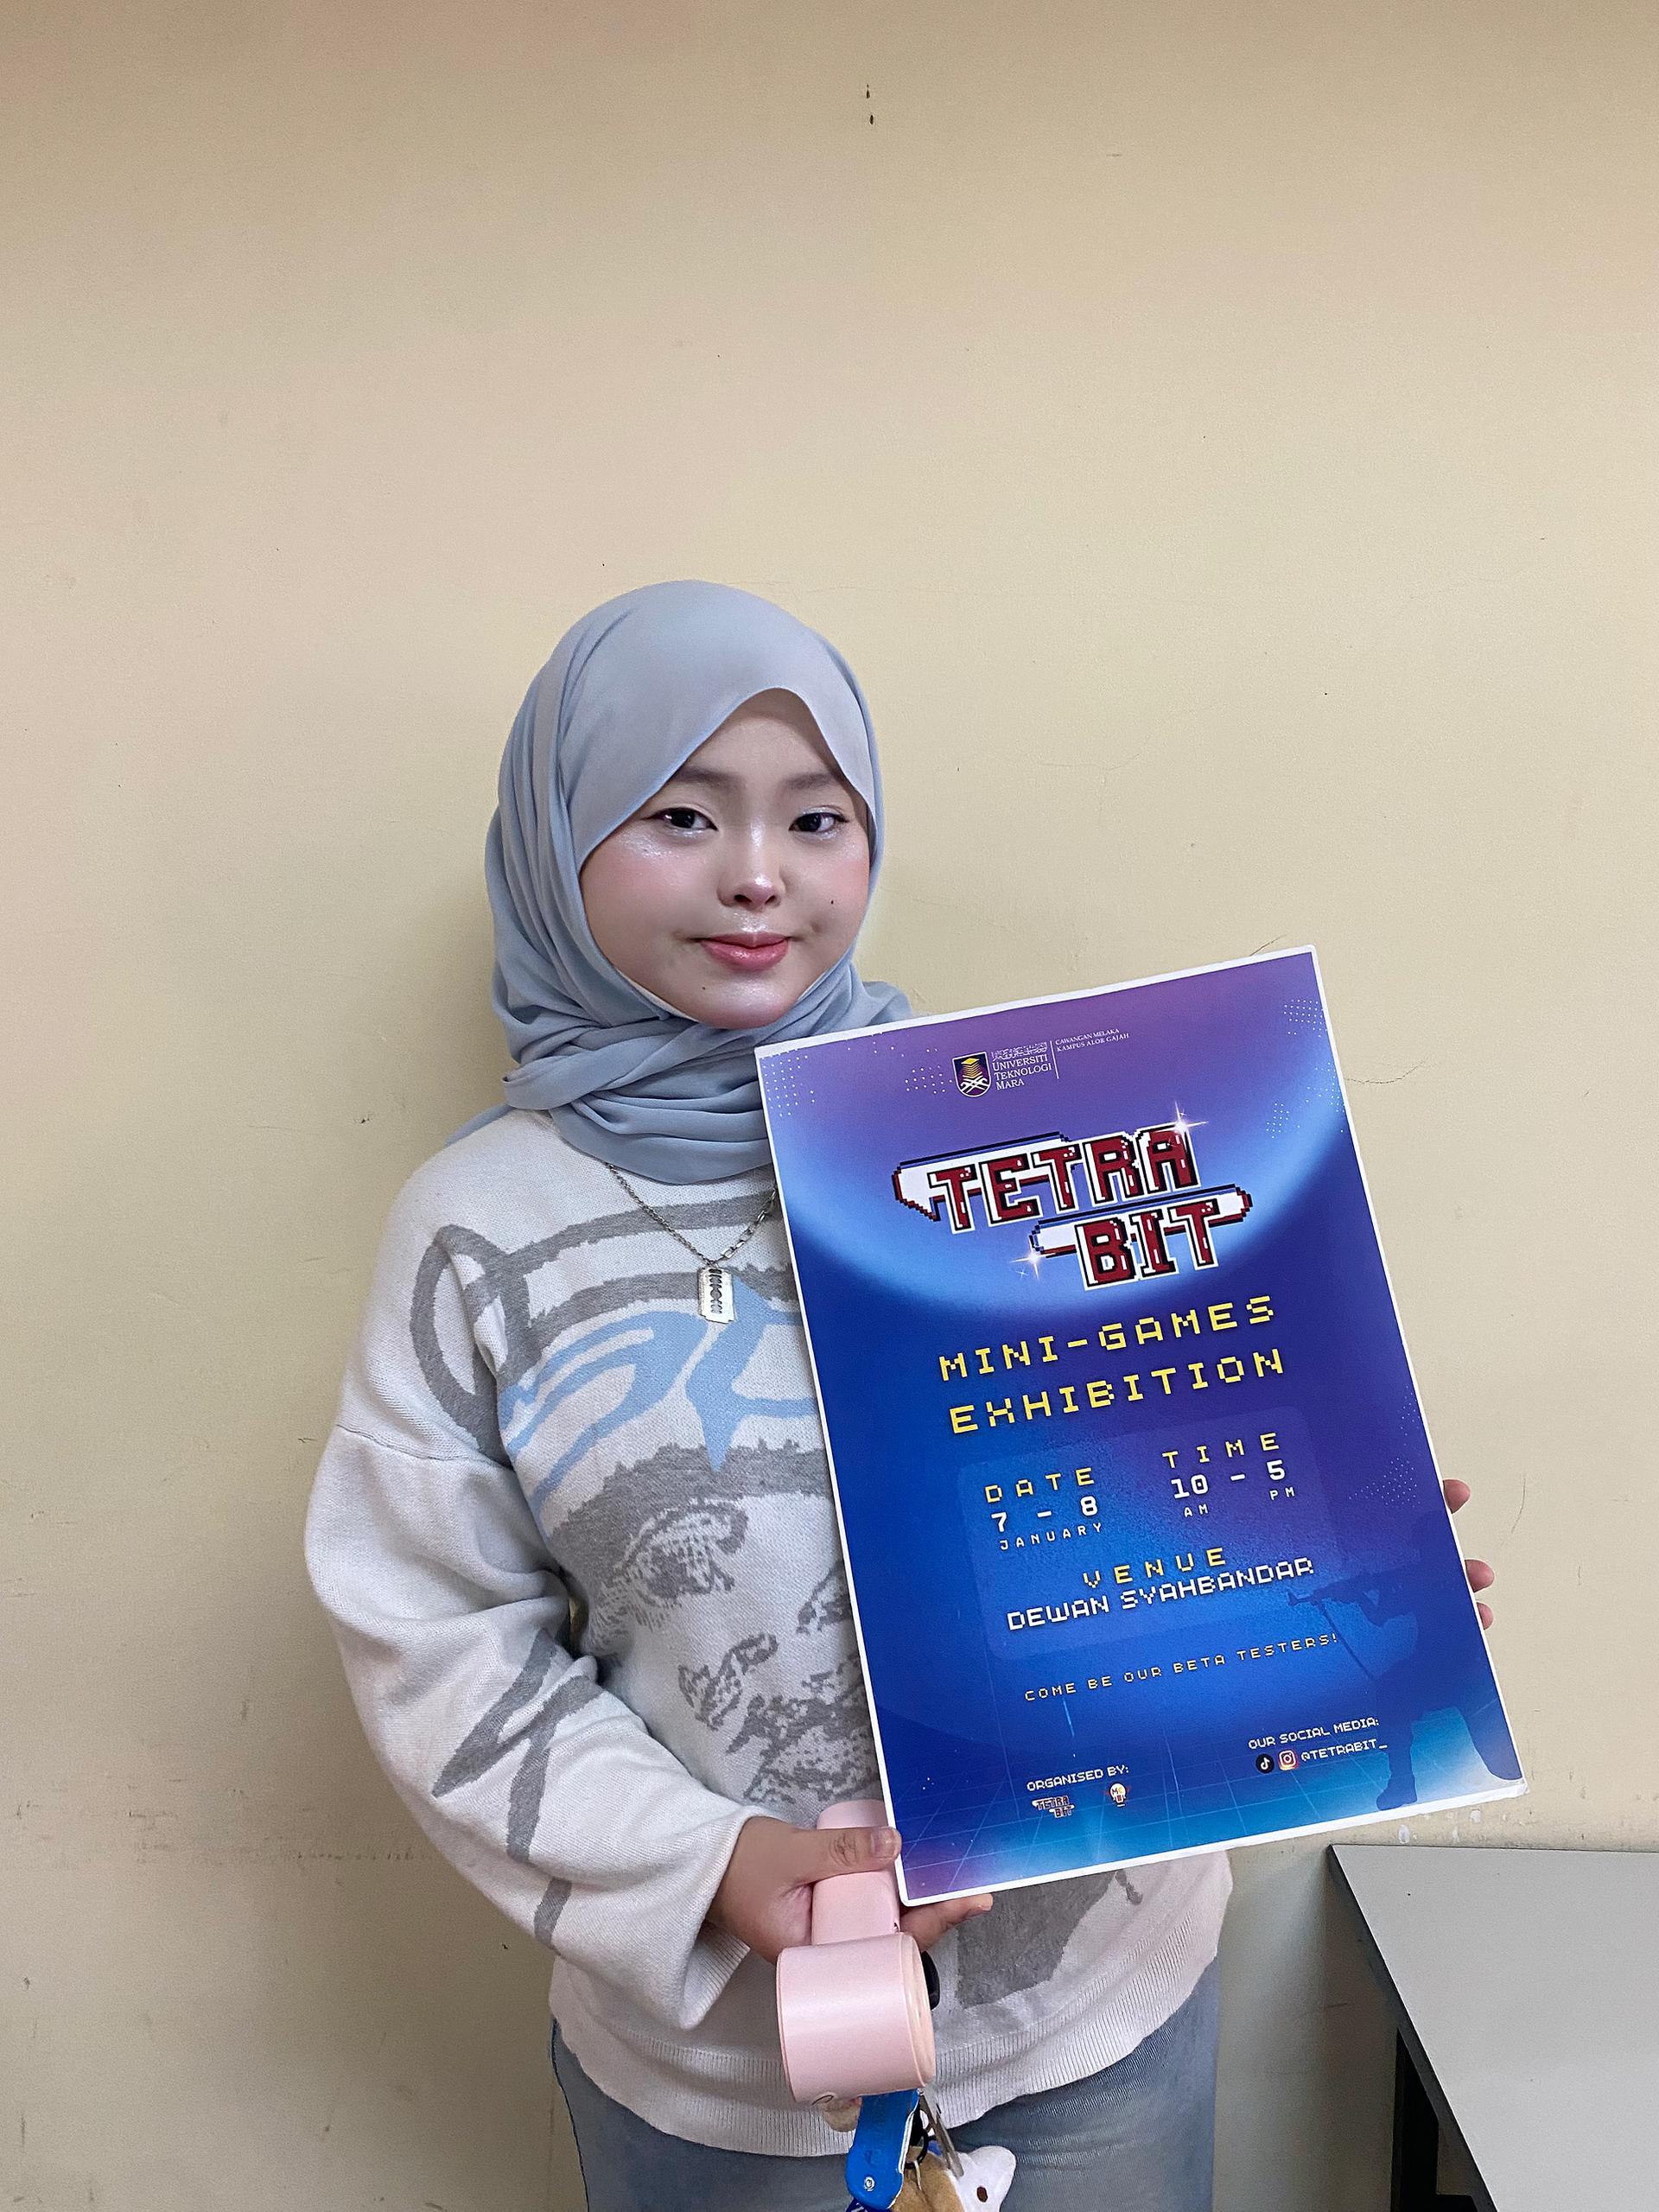 UNIVERSITI
TEKNOLOGI
MARA
CAWANGAN MELAKA
KAMPUS ALOR GAJAH
TETRA
BIT
MINI-GAMES
EXHIBITION
DATE
7 - 8
JANUARY
TIME
10 - 5
AM PM
VENUE
DEWAN SYAHBANDAR
COME BE OUR BETA TESTERS!
ORGANISED BY:
TETRA
BIT
OUR SOCIAL MEDIA:
@TETRABIT_